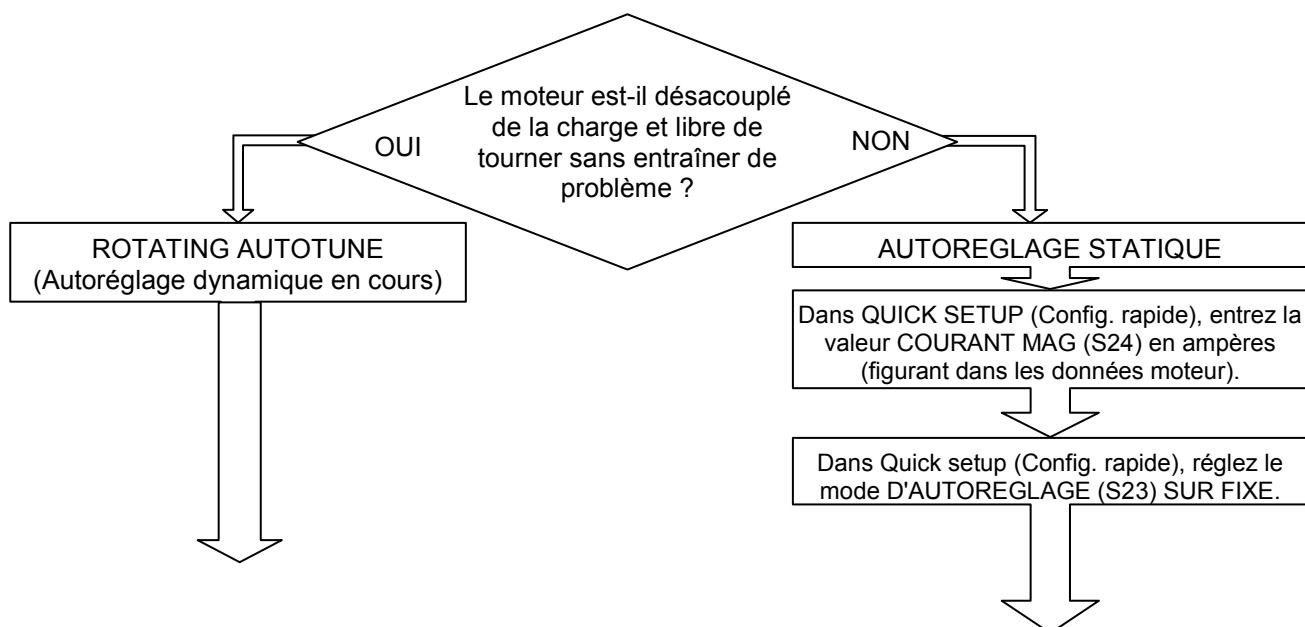 Le moteur est-il désacouplé
de la charge et libre de
tourner sans entraîner de
problème ?
OUI
NON
ROTATING AUTOTUNE
(Autoréglage dynamique en cours)
AUTOREGLAGE STATIQUE
Dans QUICK SETUP (Config. rapide), entrez la
valeur COURANT MAG (S24) en ampères
(figurant dans les données moteur).
Dans Quick setup (Config. rapide), réglez le
mode D'AUTOREGLAGE (S23) SUR FIXE.